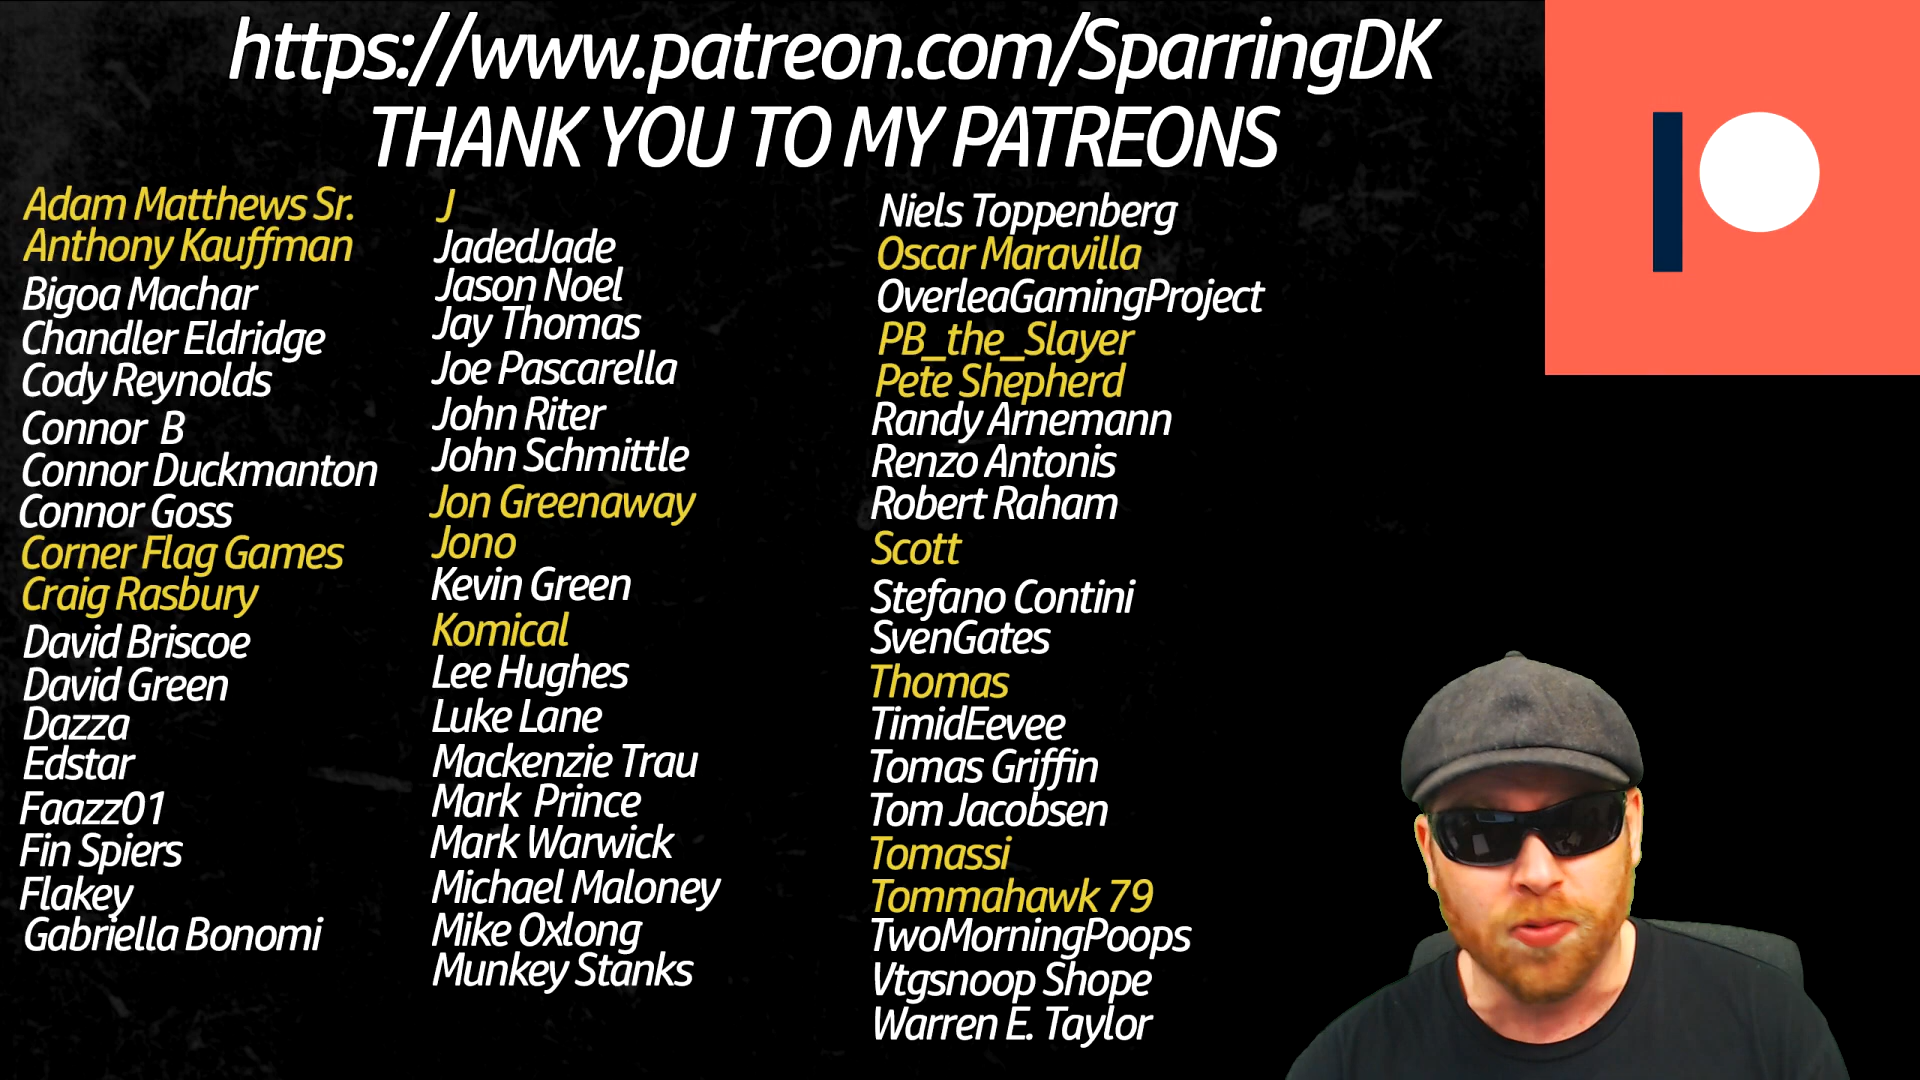 https://www.patreon.com/SparringDK
THANK YOU TO MY PATREONS
Adam Matthews Sr.
Anthony Kauffman
Bigoa Machar
Chandler Eldridge
Cody Reynolds
Connor B
Connor Duckmanton
Connor Goss
Corner Flag Games
Craig Rasbury
David Briscoe
David Green
Dazza
Edstar
Faazz01
Fin Spiers
Flakey
Gabriella Bonomi
J
JadedJade
Jason Noel
Jay Thomas
Joe Pascarella
John Riter
John Schmittle
Jon Greenaway
Jono
Kevin Green
Komical
Lee Hughes
Luke Lane
Mackenzie Trau
Mark Prince
Mark Warwick
Michael Maloney
Mike Oxlong
Munkey Stanks
Niels Toppenberg
Oscar Maravilla
OverleaGamingProject
PB_the_Slayer
Pete Shepherd
Randy Arnemann
Renzo Antonis
Robert Raham
Scott
Stefano Contini
SvenGates
Thomas
TimidEevee
Tomas Griffin
Tom Jacobsen
Tomassi
Tommahawk 79
TwoMorningPoops
Vtgsnoop Shope
Warren E. Taylor